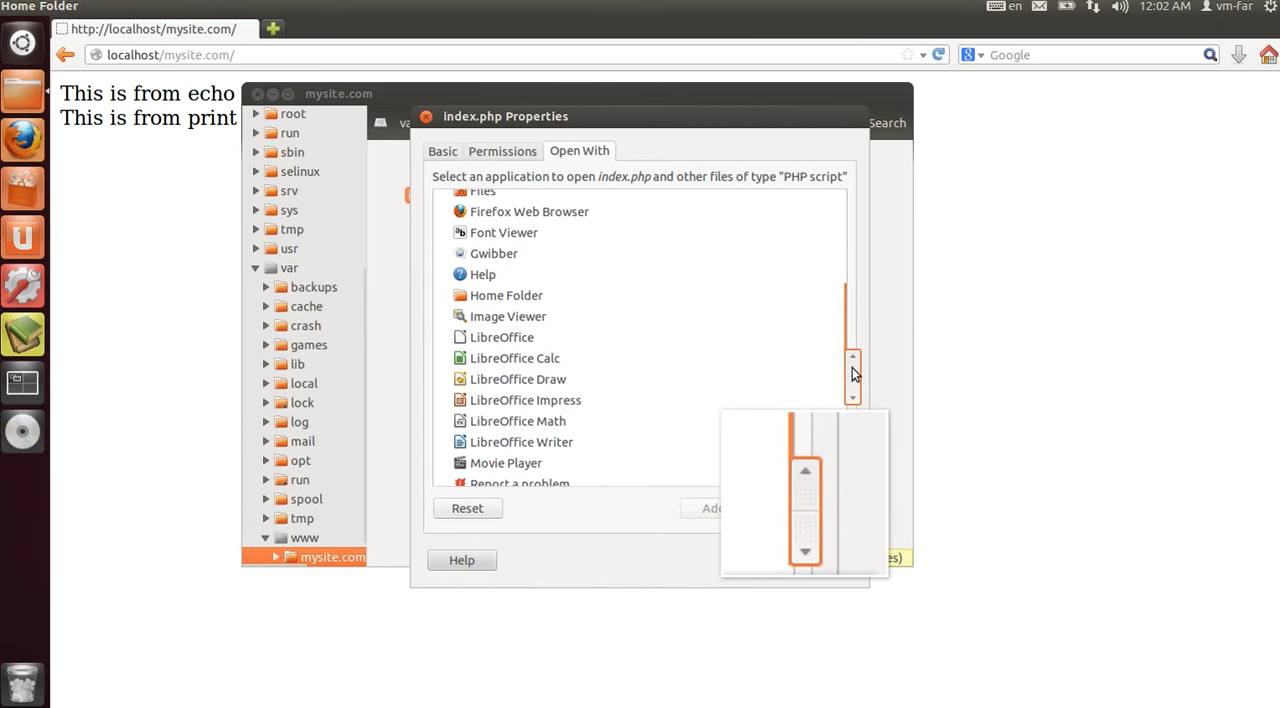 Home Folder
en
12:02 AM
vm-far
http://localhost/mysite.com/
localhost/mysite.com/
Google
This is from echo
This is from print
mysite.com
Search
root
run
sbin
selinux
srv
sys
tmp
usr
var
backups
cache
crash
games
lib
local
lock
log
mail
opt
run
spool
tmp
www
mysite.com
index.php Properties
Basic
Permissions
Open With
Select an application to open index.php and other files of type "PHP script"
Files
Firefox Web Browser
Font Viewer
Gwibber
Help
Home Folder
Image Viewer
LibreOffice
LibreOffice Calc
LibreOffice Draw
LibreOffice Impress
LibreOffice Math
LibreOffice Writer
Movie Player
Report a problem
Reset
Help